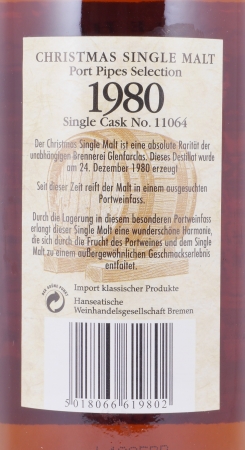 CHRISTMAS SINGLE MALT
Port Pipes Selection
1980
Single Cask No. 11064
Der Christmas Single Malt ist eine absolute Rarität der
unabhängigen Brennerei Glenfarclas. Dieses Destillat wurde
am 24. Dezember 1980 erzeugt
Seit dieser Zeit reift der Malt in einem ausgesuchten
Portweinfass.
Durch die Lagerung in diesem besonderen Portweinfass
erlangt dieser Single Malt eine wunderschöne Harmonie,
die sich durch die Frucht des Portweines und dem Single
Malt zu einem außergewöhnlichen Geschmackserlebnis
entfaltet.
Import klassischer Produkte
Hanseatische
Weinhandelsgesellschaft Bremen
5 018066 619802